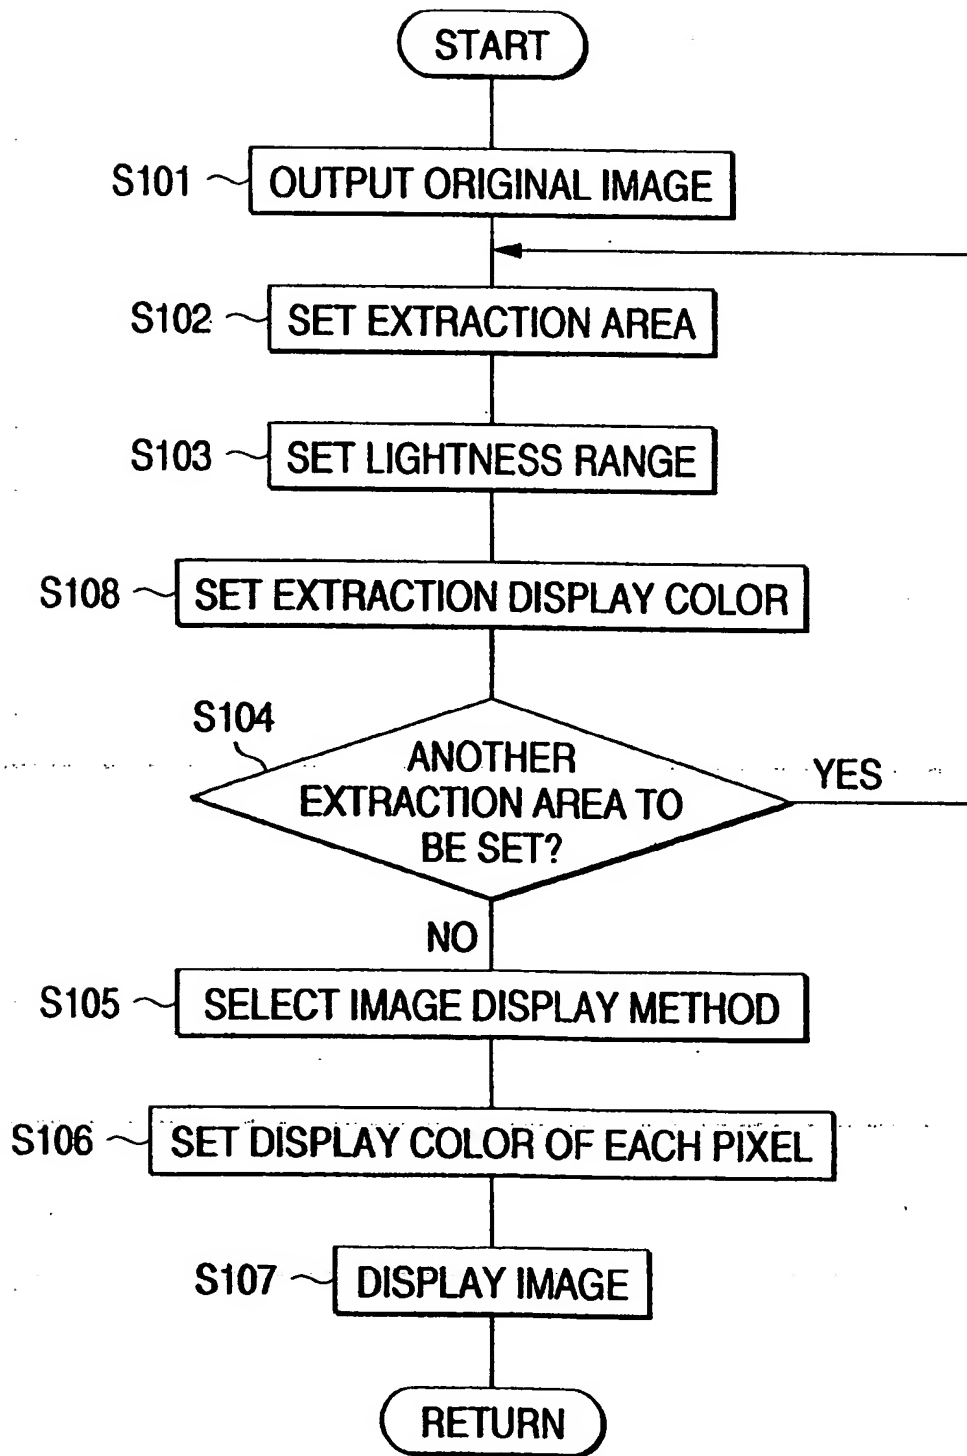 START
S101 OUTPUT ORIGINAL IMAGE
S102 SET EXTRACTION AREA
S103 SET LIGHTNESS RANGE
S108 SET EXTRACTION DISPLAY COLOR
S104
ANOTHER
EXTRACTION AREA TO
BE SET?
YES
NO
S105 SELECT IMAGE DISPLAY METHOD
S106 SET DISPLAY COLOR OF EACH PIXEL
S107 DISPLAY IMAGE
RETURN